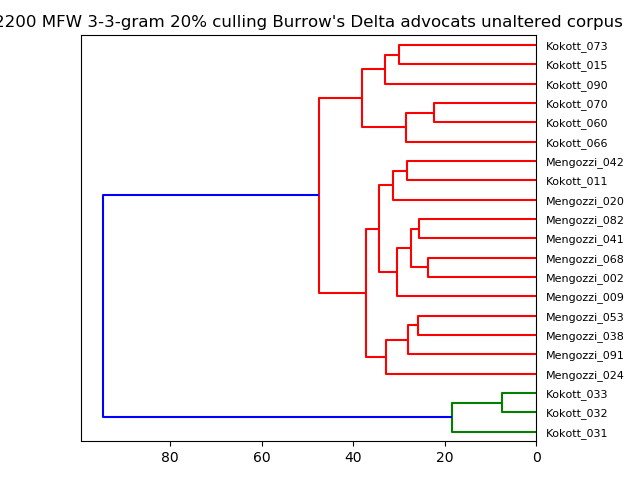 2200 MFW 3-3-gram 20% culling Burrow's Delta advocats unaltered corpus
Kokott_073
Kokott_015
Kokott_090
Kokott_070
Kokott_060
Kokott_066
Mengozzi_042
Kokott_011
Mengozzi_020
Mengozzi_082
Mengozzi_041
Mengozzi_068
Mengozzi_002
Mengozzi_009
Mengozzi_053
Mengozzi_038
Mengozzi_091
Mengozzi_024
Kokott_033
Kokott_032
Kokott_031
80 60 40 20 0